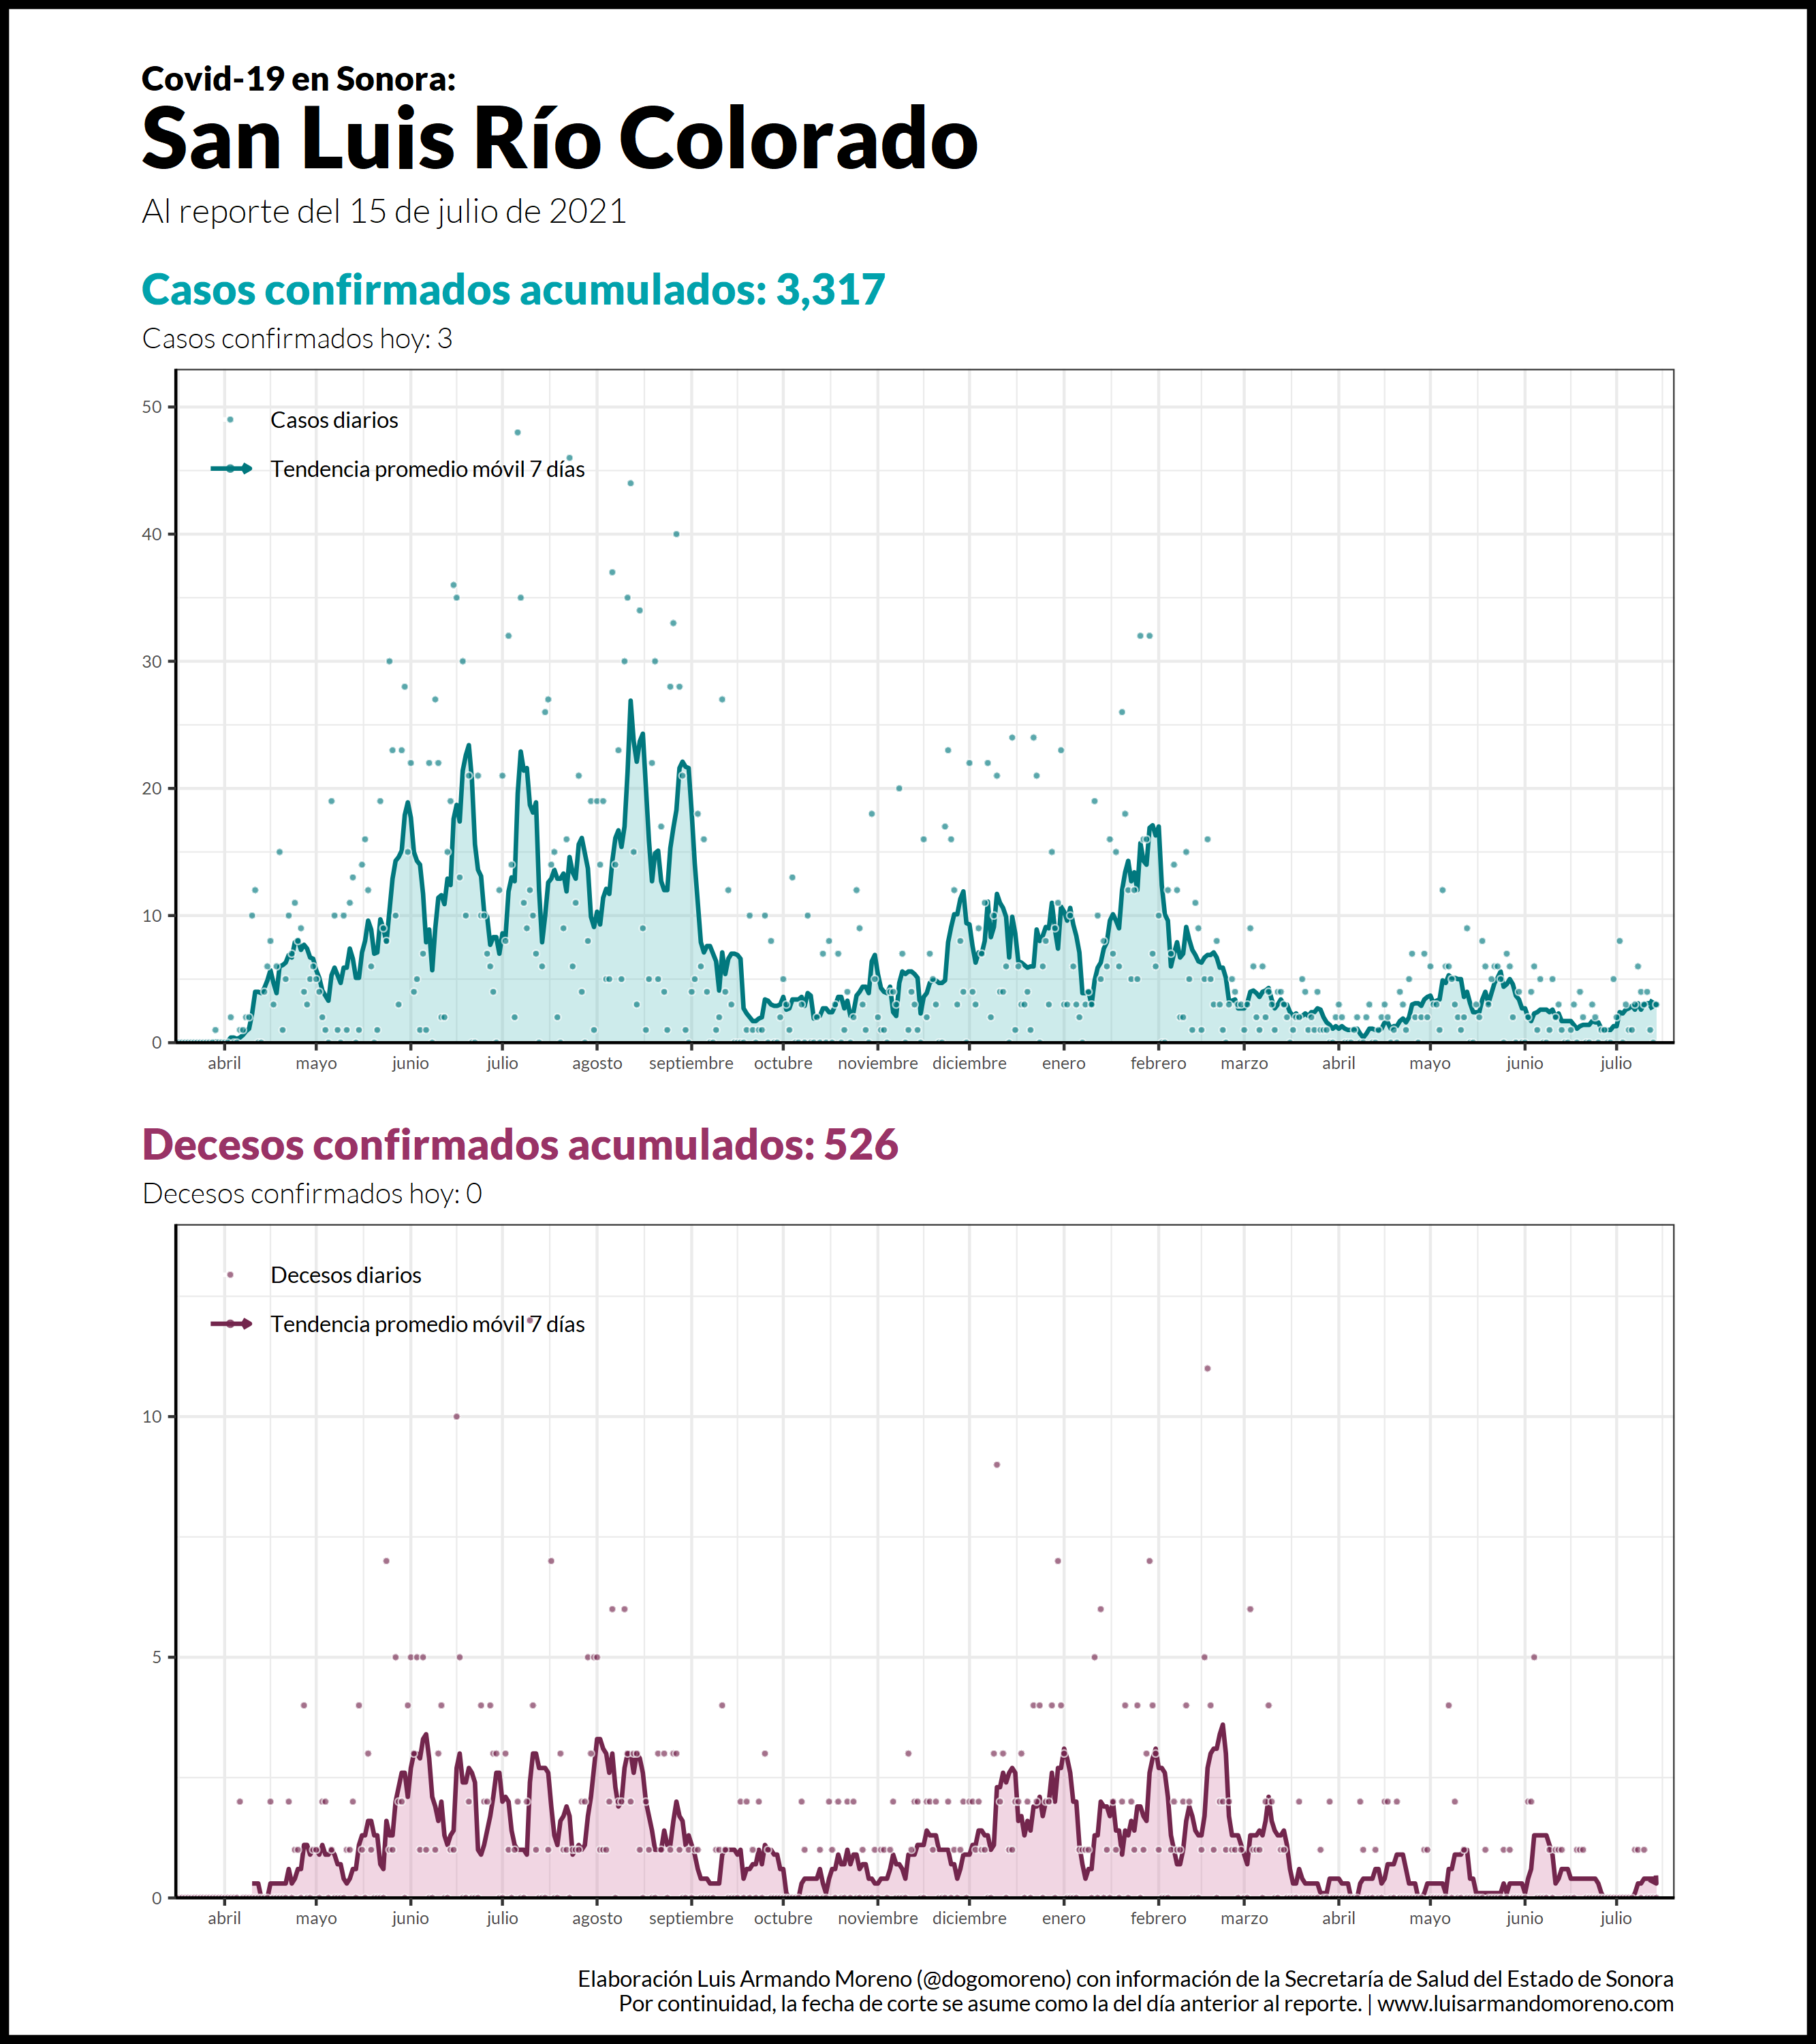 Covid-19 en Sonora:
San Luis Río Colorado
Al reporte del 15 de julio de 2021
Casos confirmados acumulados: 3,317
Casos confirmados hoy: 3
50
40
30
20
10
0
Casos diarios
Tendencia promedio móvil 7 días
abril mayo junio julio agosto septiembre octubre noviembre diciembre enero febrero marzo abril mayo junio julio
Decesos confirmados acumulados: 526
Decesos confirmados hoy: 0
10
5
0
Decesos diarios
Tendencia promedio móvil 7 días
abril mayo junio julio agosto septiembre octubre noviembre diciembre enero febrero marzo abril mayo junio julio
Elaboración Luis Armando Moreno (@dogomoreno) con información de la Secretaría de Salud del Estado de Sonora
Por continuidad, la fecha de corte se asume como la del día anterior al reporte. | www.luisarmandomoreno.com